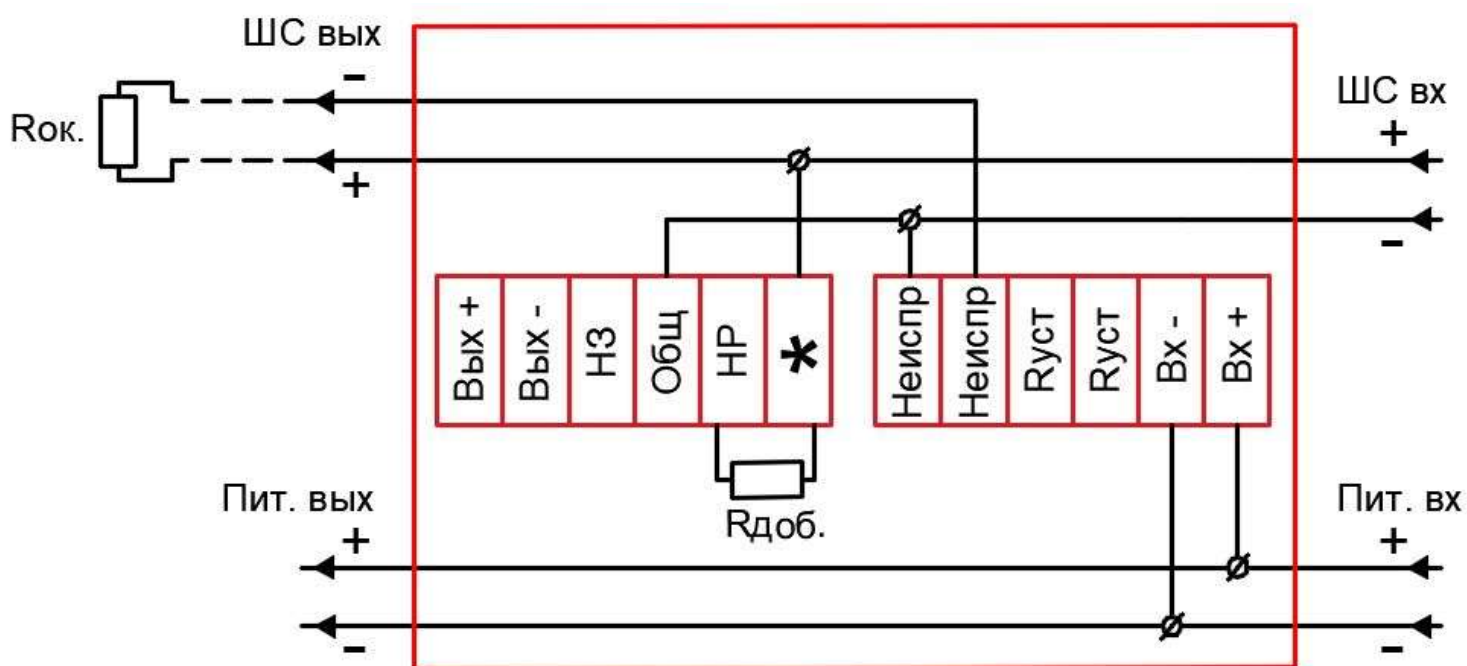 ШС вых
-
Rок.
+
ШС вх
+
-
Вых +
Вых -
НЗ
Общ
НР
*
Неиспр
Неиспр
Rуст
Rуст
Вх -
Вх +
Rдоб.
Пит. вых
+
-
Пит. вх
+
-